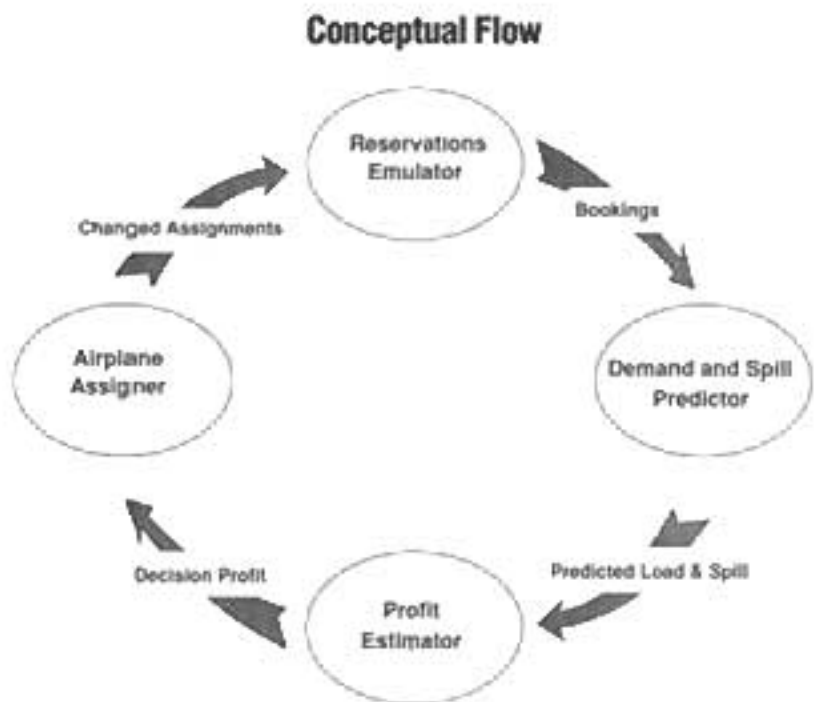 Conceptual Flow
Reservations
Emulator
Bookings
Changed Assignments
Airplane
Assigner
Demand and Spill
Predictor
Decision Profit
Predicted Load & Spill
Profit
Estimator